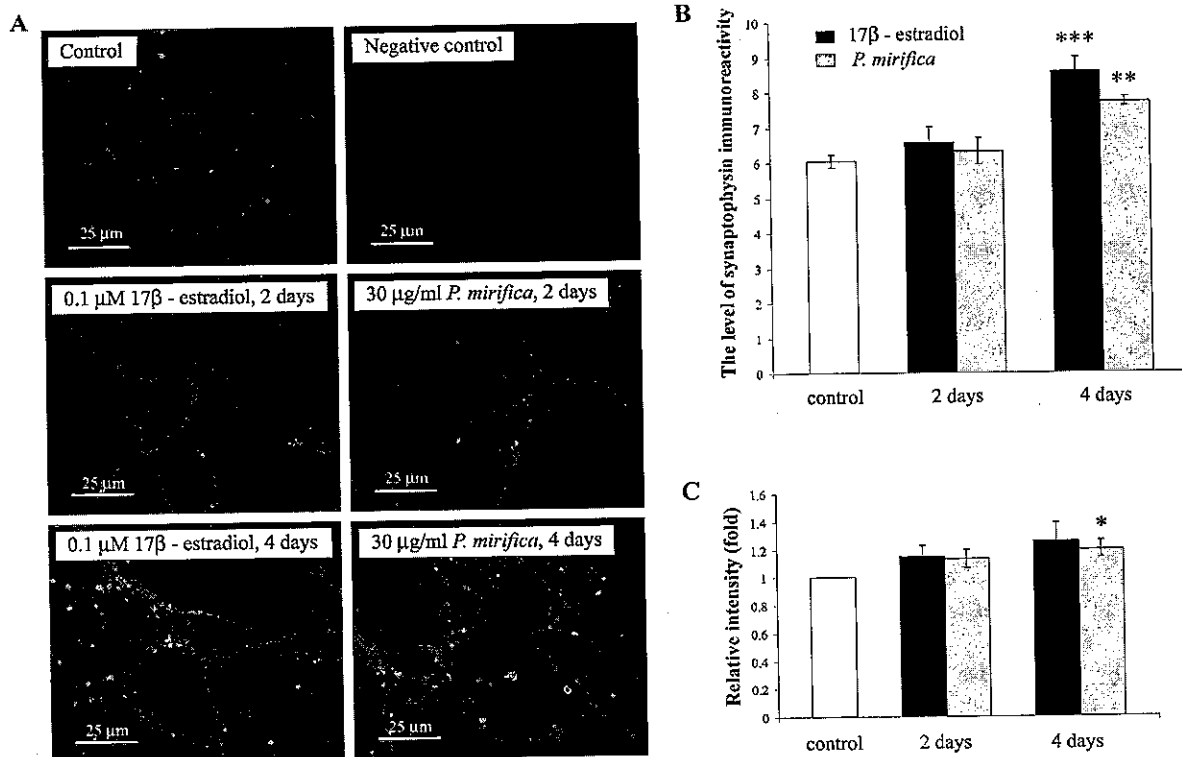 A
Control
Negative control
25 µm
25 µm
0.1 µM 17β - estradiol, 2 days
30 µg/ml P. mirifica, 2 days
25 µm
25 µm
0.1 µM 17β - estradiol, 4 days
30 µg/ml P. mirifica, 4 days
25 µm
25 µm
B
The level of synaptophysin immunoreactivity
10
9
8
7
6
5
4
3
2
1
0
17β - estradiol
P. mirifica
***
**
control
2 days
4 days
C
Relative intensity (fold)
1.6
1.4
1.2
1
0.8
0.6
0.4
0.2
0
*
control
2 days
4 days